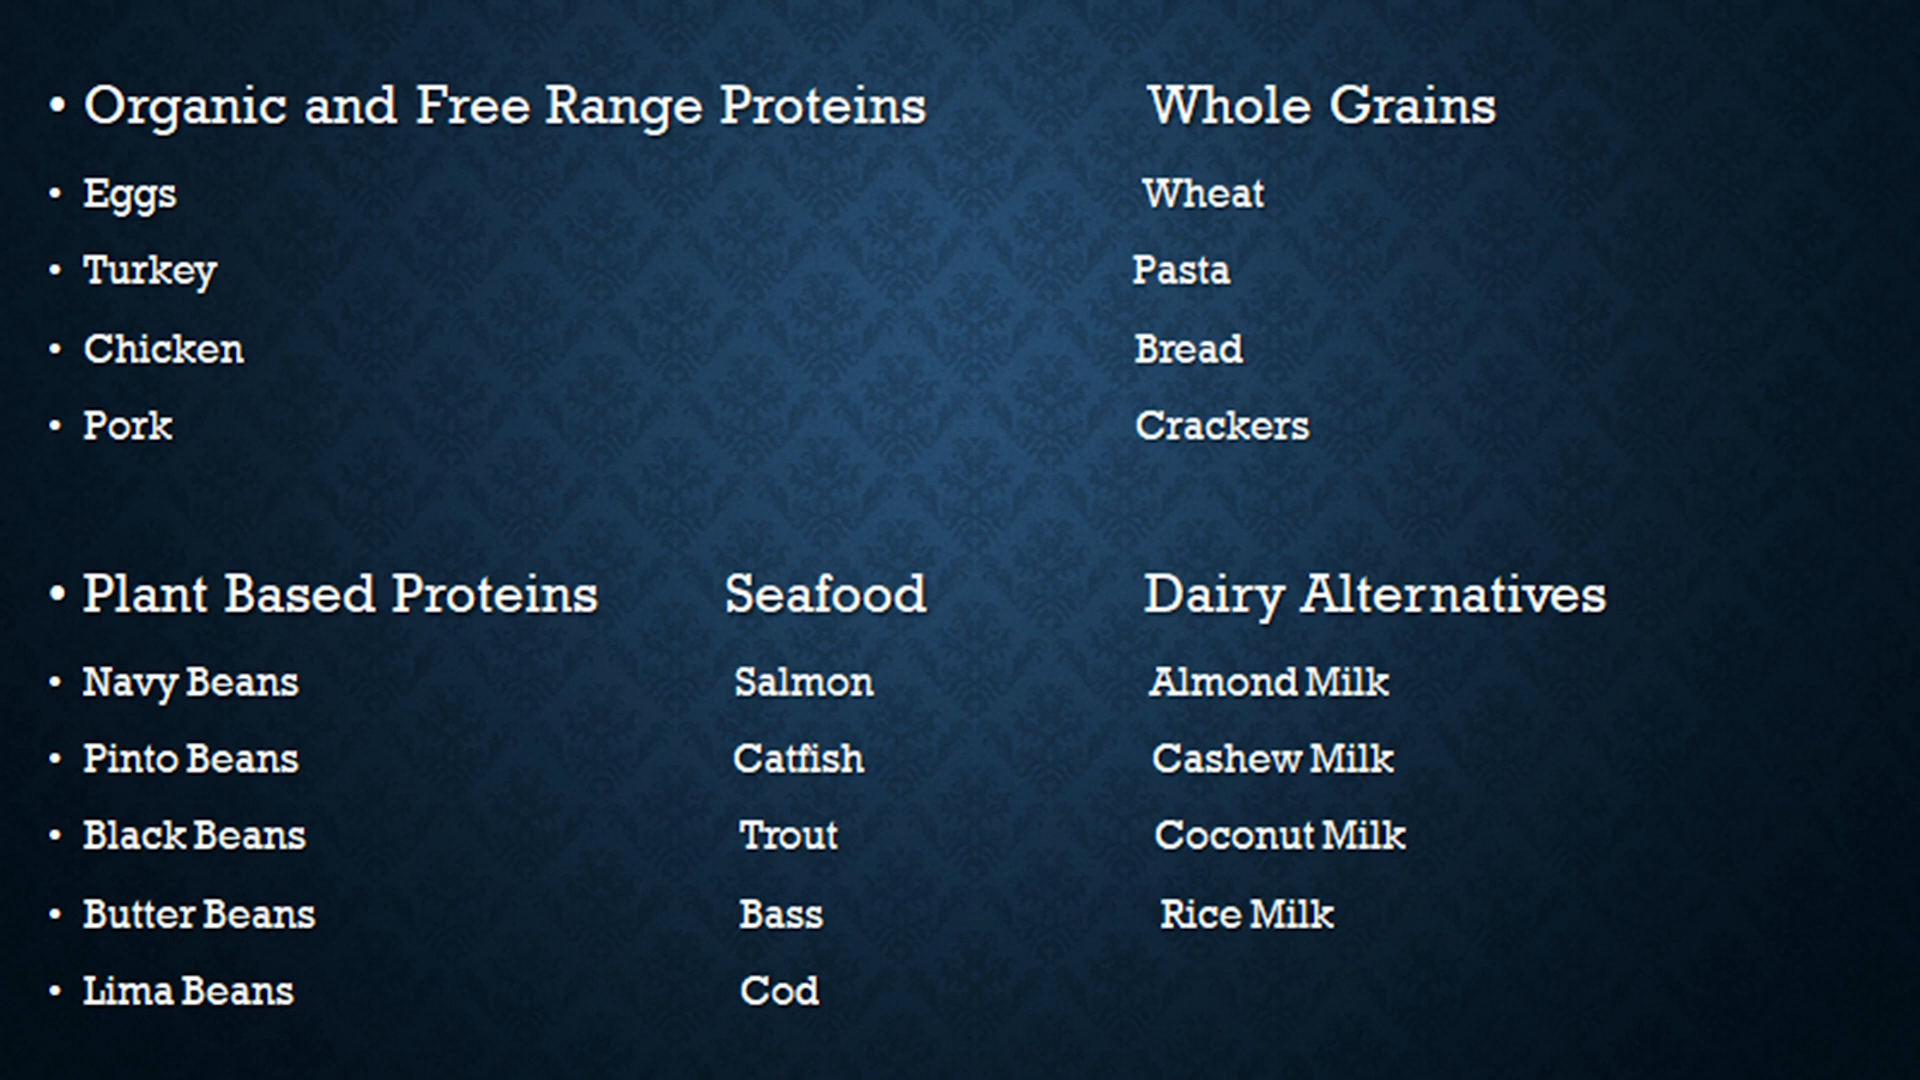 Organic and Free Range Proteins
• Eggs
• Turkey
• Chicken
• Pork
Whole Grains
Wheat
Pasta
Bread
Crackers
• Plant Based Proteins
• Navy Beans
• Pinto Beans
• Black Beans
• Butter Beans
• Lima Beans
Seafood
Salmon
Catfish
Trout
Bass
Cod
Dairy Alternatives
Almond Milk
Cashew Milk
Coconut Milk
Rice Milk